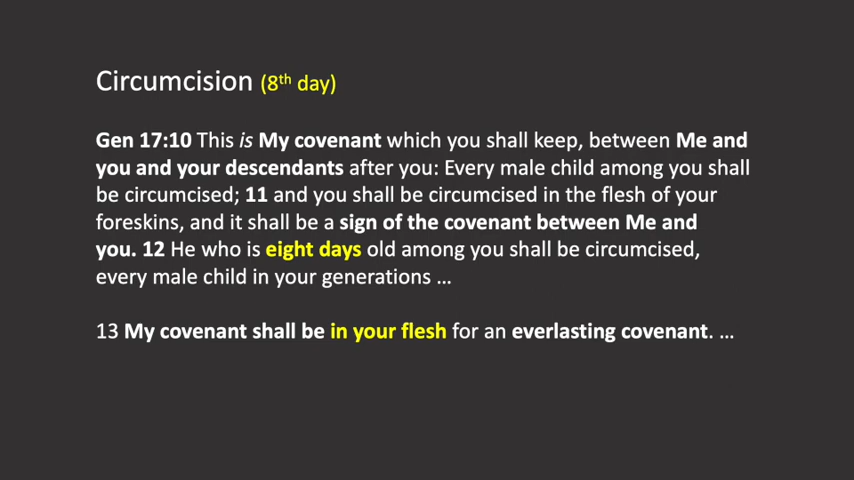 Circumcision (8th day)
Gen 17:10 This is My covenant which you shall keep, between Me and
you and your descendants after you: Every male child among you shall
be circumcised; 11 and you shall be circumcised in the flesh of your
foreskins, and it shall be a sign of the covenant between Me and
you. 12 He who is eight days old among you shall be circumcised,
every male child in your generations …
13 My covenant shall be in your flesh for an everlasting covenant. …